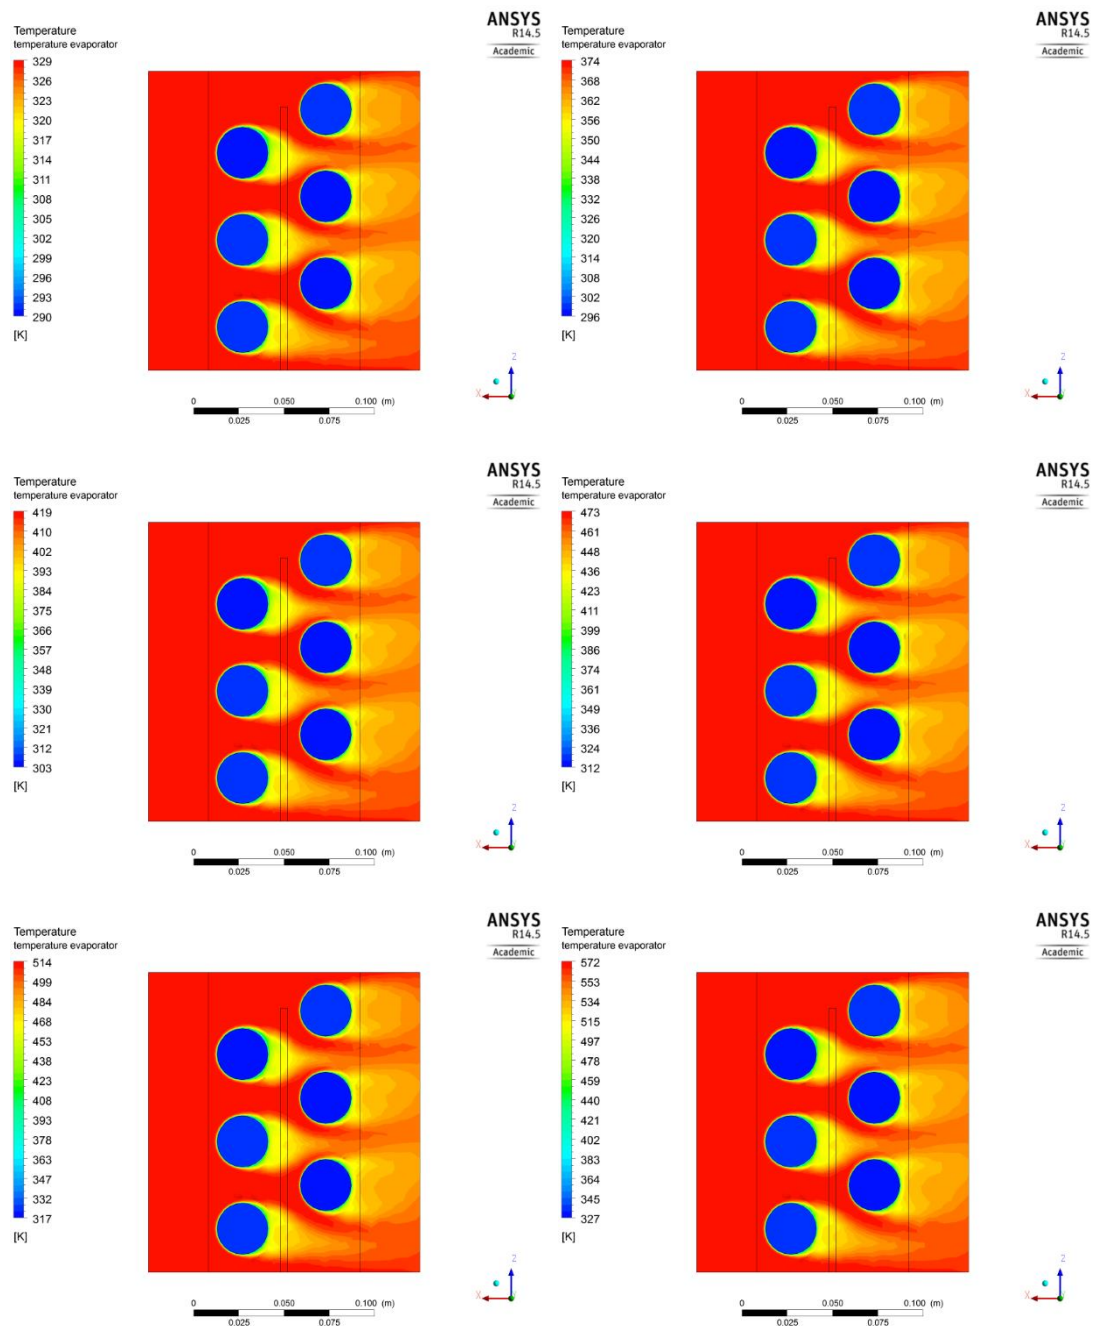 Temperature
temperature evaporator
329
326
323
320
317
314
311
308
305
302
299
296
293
290
[K]
ANSYS
R14.5
Academic
Z
X
Y
0 0.050 0.100 (m)
0.025 0.075
Temperature
temperature evaporator
374
368
362
356
350
344
338
332
326
320
314
308
302
296
[K]
ANSYS
R14.5
Academic
Z
X
Y
0 0.050 0.100 (m)
0.025 0.075
Temperature
temperature evaporator
419
410
402
393
384
375
366
357
348
339
330
321
312
303
[K]
ANSYS
R14.5
Academic
Z
X
Y
0 0.050 0.100 (m)
0.025 0.075
Temperature
temperature evaporator
473
461
448
436
423
411
399
386
374
361
349
336
324
312
[K]
ANSYS
R14.5
Academic
Z
X
Y
0 0.050 0.100 (m)
0.025 0.075
Temperature
temperature evaporator
514
499
484
468
453
438
423
408
393
378
363
347
332
317
[K]
ANSYS
R14.5
Academic
Z
X
Y
0 0.050 0.100 (m)
0.025 0.075
Temperature
temperature evaporator
572
553
534
515
497
478
459
440
421
402
383
364
345
327
[K]
ANSYS
R14.5
Academic
Z
X
Y
0 0.050 0.100 (m)
0.025 0.075